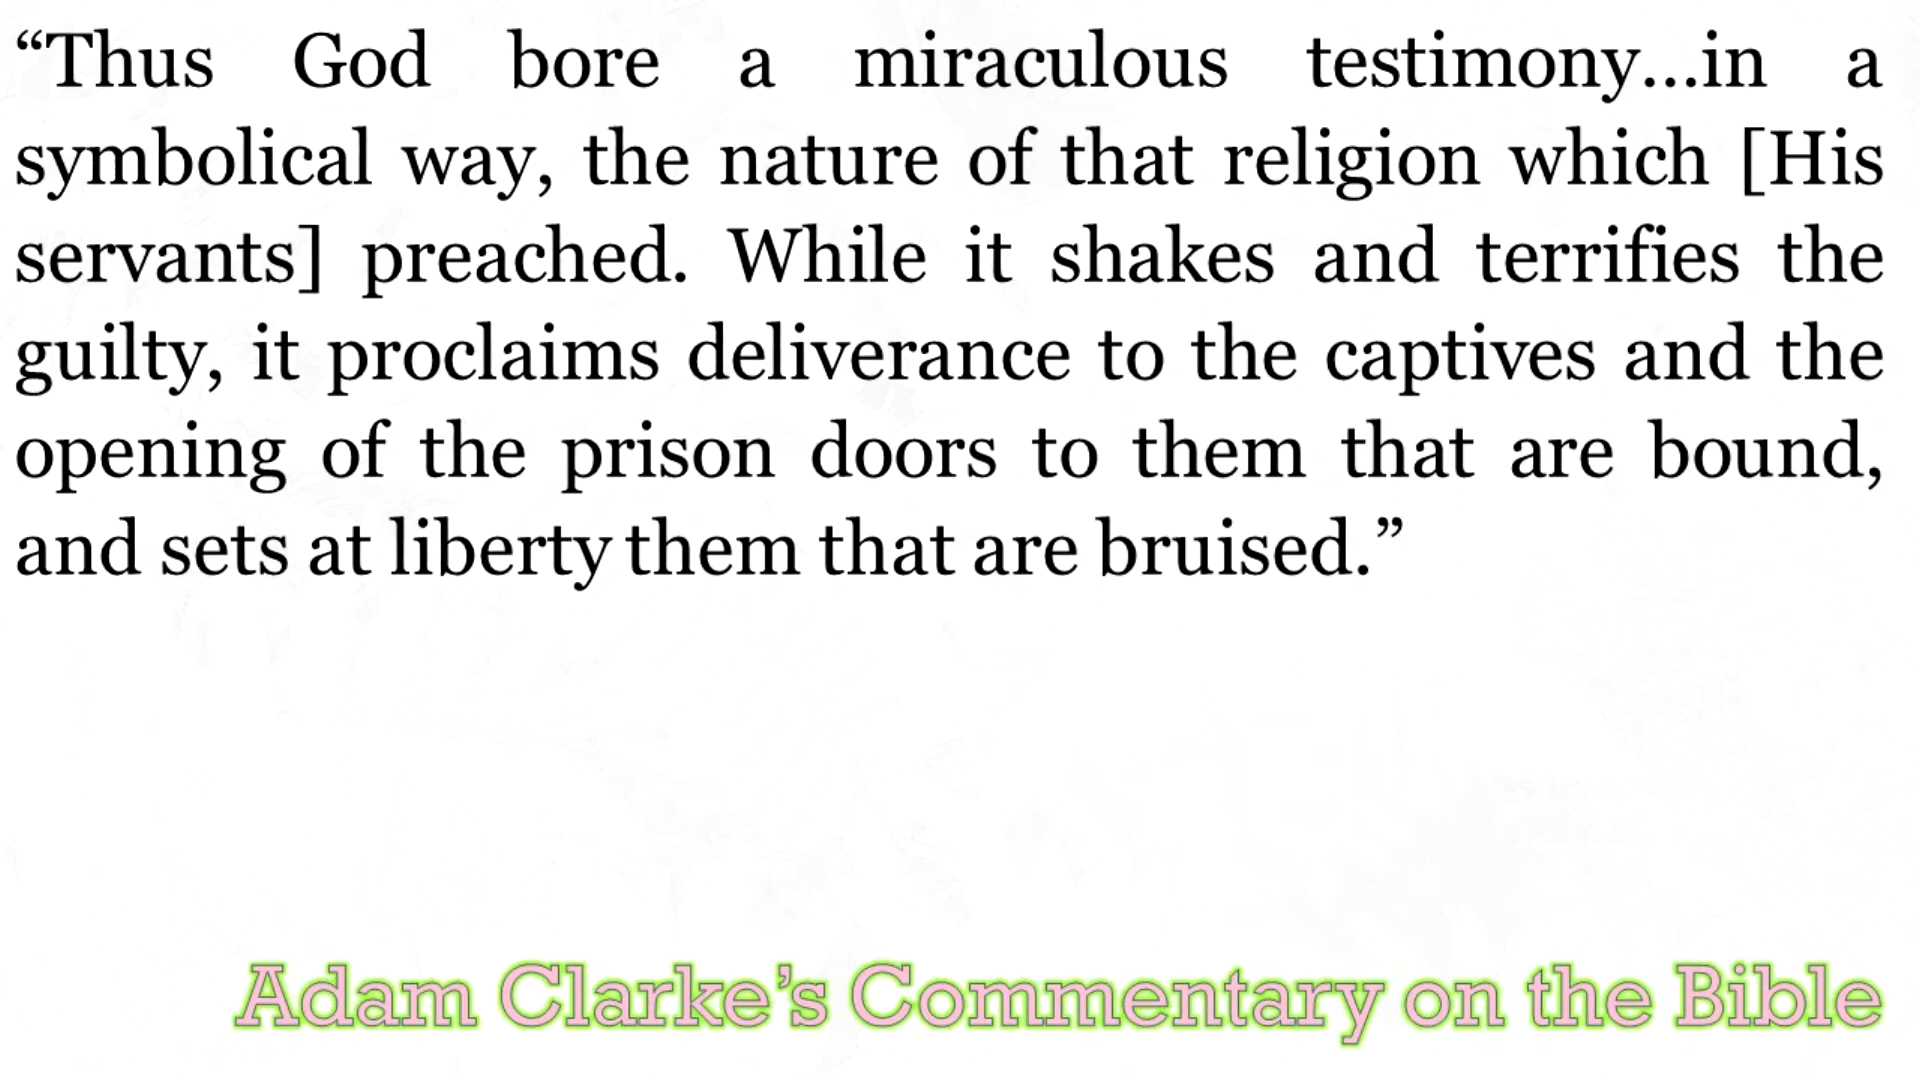 “Thus God bore a miraculous testimony...in a
symbolical way, the nature of that religion which [His
servants] preached. While it shakes and terrifies the
guilty, it proclaims deliverance to the captives and the
opening of the prison doors to them that are bound,
and sets at liberty them that are bruised.”
Adam Clarke’s Commentary on the Bible